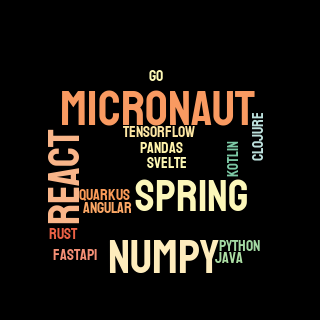 GO
MICRONAUT
CLOJURE
TENSORFLOW
PANDAS
KOTLIN
SVELTE
REACT
QUARKUS
SPRING
ANGULAR
RUST
NUMPY
PYTHON
FASTAPI
JAVA